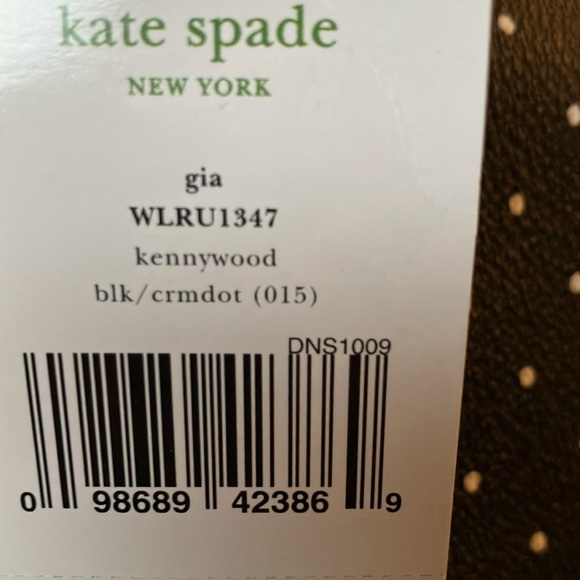 kate spade
NEW YORK
gia
WLRU1347
kennywood
blk/crmdot (015)
DNS1009
0 98689 42386 9